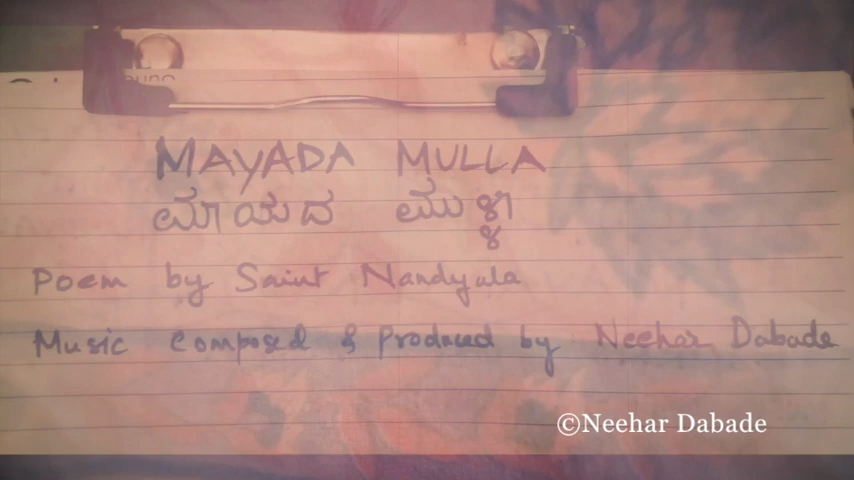 MAYADA MULLA
ಮಾಯದ ಮುಳ್ಳಾ
Poem by Saint Nandyala
Music composed & Produced by Neehar Dabade
©Neehar Dabade